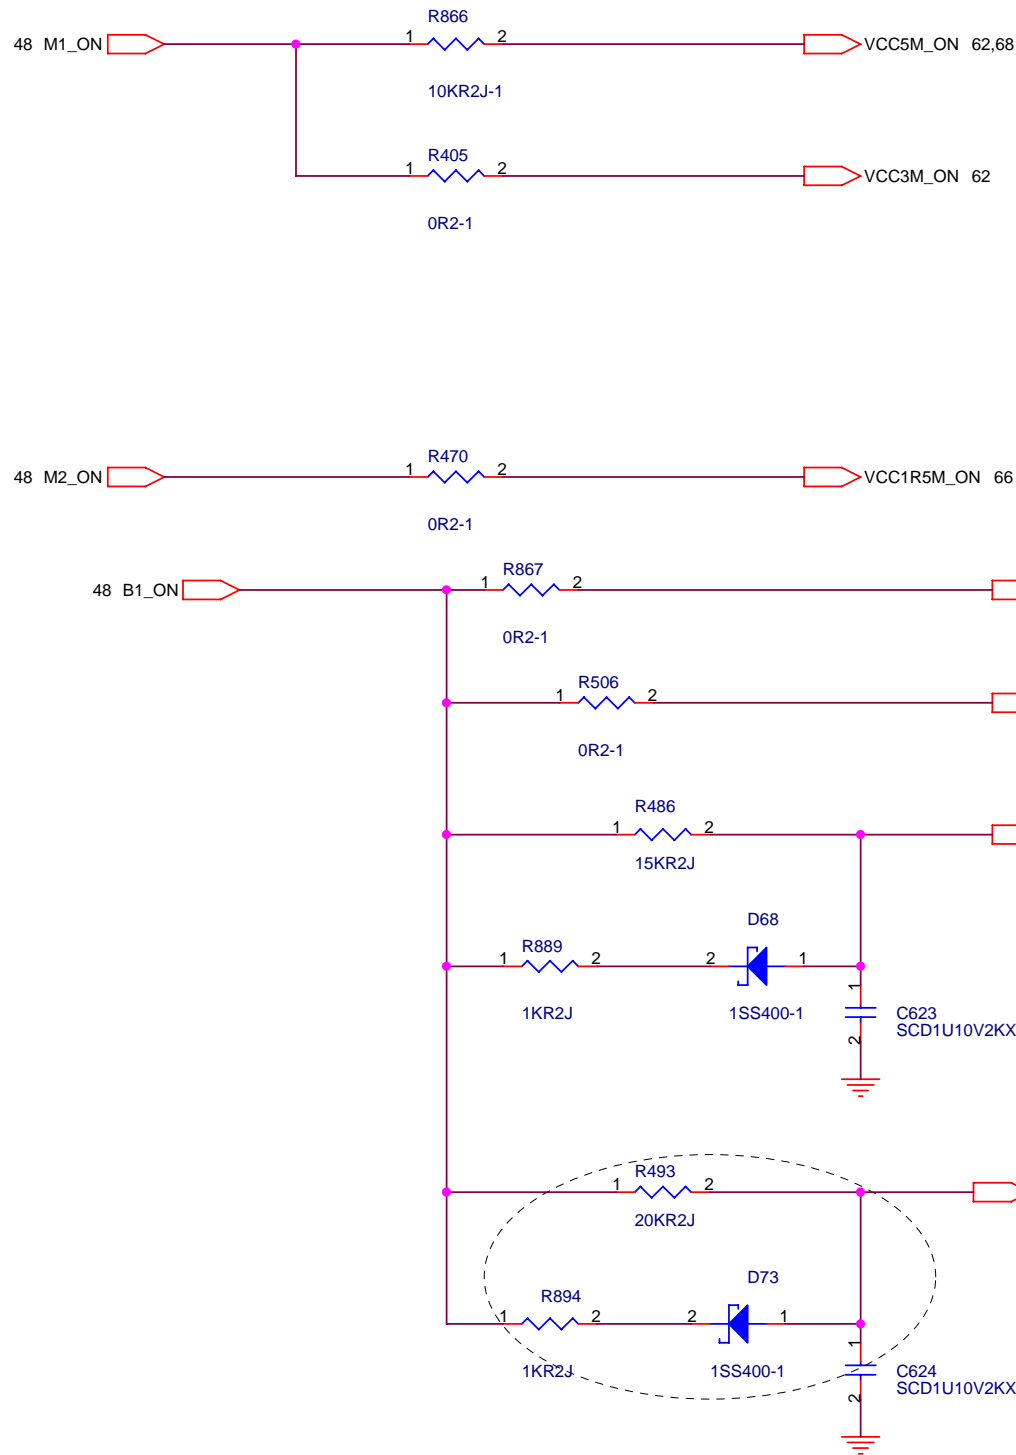 R866
48 M1_ON 1 2 VCC5M_ON 62,68
10KR2J-1
R405
1 2 VCC3M_ON 62
0R2-1
R470
48 M2_ON 1 2 VCC1R5M_ON 66
0R2-1
R867
48 B1_ON 1 2
0R2-1
R506
1 2
0R2-1
R486
1 2
15KR2J
D68
R889
1 2 2 1
1KR2J 1SS400-1
1
C623
SCD1U10V2KX
2
R493
1 2
20KR2J
D73
R894
1 2 2 1
1KR2J 1SS400-1
1
C624
SCD1U10V2KX
2